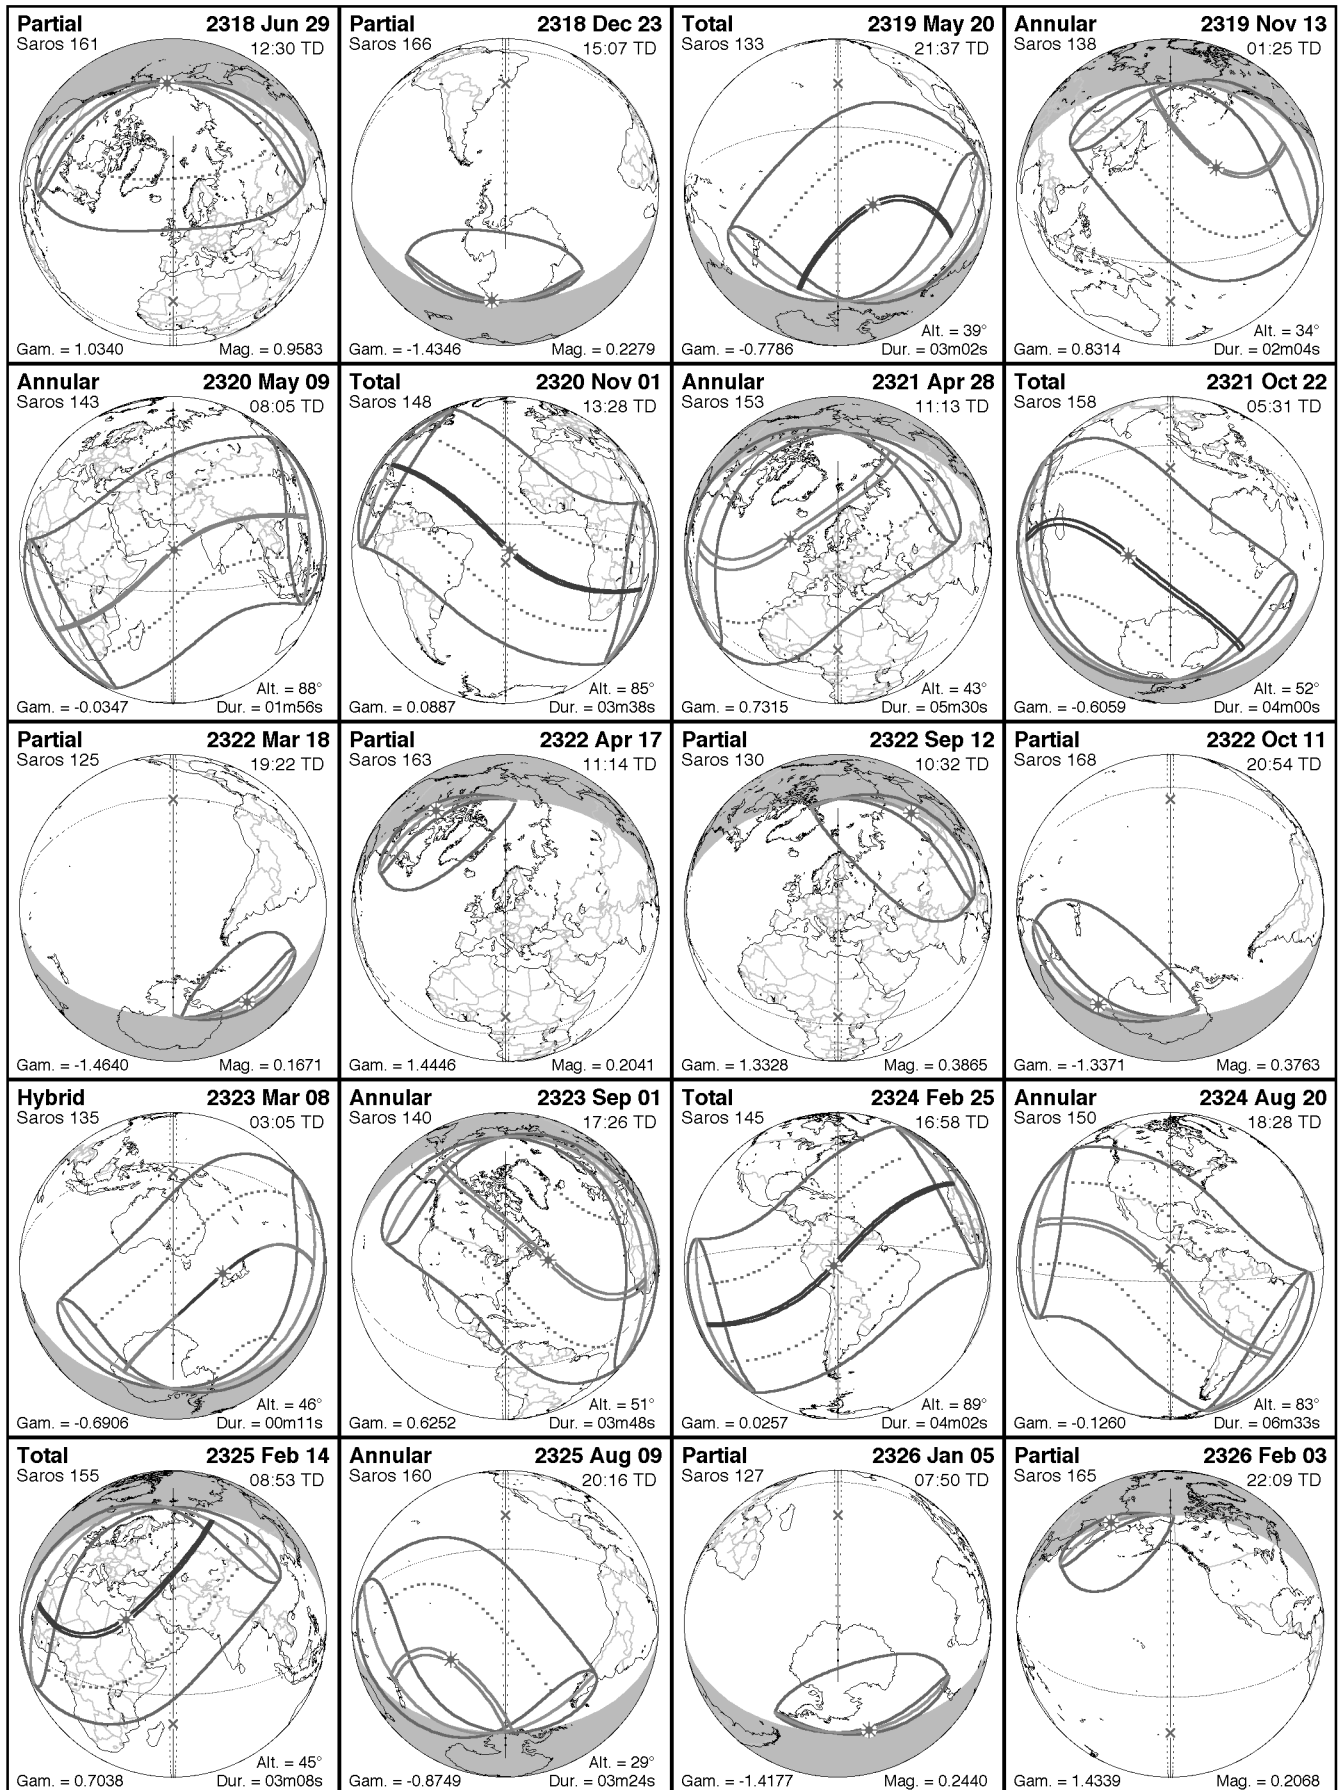 Partial 2318 Jun 29
Saros 161 12:30 TD
Gam. = 1.0340 Mag. = 0.9583
Partial 2318 Dec 23
Saros 166 15:07 TD
Gam. = -1.4346 Mag. = 0.2279
Total 2319 May 20
Saros 133 21:37 TD
Alt. = 39°
Gam. = -0.7786 Dur. = 03m02s
Annular 2319 Nov 13
Saros 138 01:25 TD
Alt. = 34°
Gam. = 0.8314 Dur. = 02m04s
Annular 2320 May 09
Saros 143 08:05 TD
Alt. = 88°
Gam. = -0.0347 Dur. = 01m56s
Total 2320 Nov 01
Saros 148 13:28 TD
Alt. = 85°
Gam. = 0.0887 Dur. = 03m38s
Annular 2321 Apr 28
Saros 153 11:13 TD
Alt. = 43°
Gam. = 0.7315 Dur. = 05m30s
Total 2321 Oct 22
Saros 158 05:31 TD
Alt. = 52°
Gam. = -0.6059 Dur. = 04m00s
Partial 2322 Mar 18
Saros 125 19:22 TD
Gam. = -1.4640 Mag. = 0.1671
Partial 2322 Apr 17
Saros 163 11:14 TD
Gam. = 1.4446 Mag. = 0.2041
Partial 2322 Sep 12
Saros 130 10:32 TD
Gam. = 1.3328 Mag. = 0.3865
Partial 2322 Oct 11
Saros 168 20:54 TD
Gam. = -1.3371 Mag. = 0.3763
Hybrid 2323 Mar 08
Saros 135 03:05 TD
Alt. = 46°
Gam. = -0.6906 Dur. = 00m11s
Annular 2323 Sep 01
Saros 140 17:26 TD
Alt. = 51°
Gam. = 0.6252 Dur. = 03m48s
Total 2324 Feb 25
Saros 145 16:58 TD
Alt. = 89°
Gam. = 0.0257 Dur. = 04m02s
Annular 2324 Aug 20
Saros 150 18:28 TD
Alt. = 83°
Gam. = -0.1260 Dur. = 06m33s
Total 2325 Feb 14
Saros 155 08:53 TD
Alt. = 45°
Gam. = 0.7038 Dur. = 03m08s
Annular 2325 Aug 09
Saros 160 20:16 TD
Alt. = 29°
Gam. = -0.8749 Dur. = 03m24s
Partial 2326 Jan 05
Saros 127 07:50 TD
Gam. = -1.4177 Mag. = 0.2440
Partial 2326 Feb 03
Saros 165 22:09 TD
Gam. = 1.4339 Mag. = 0.2068